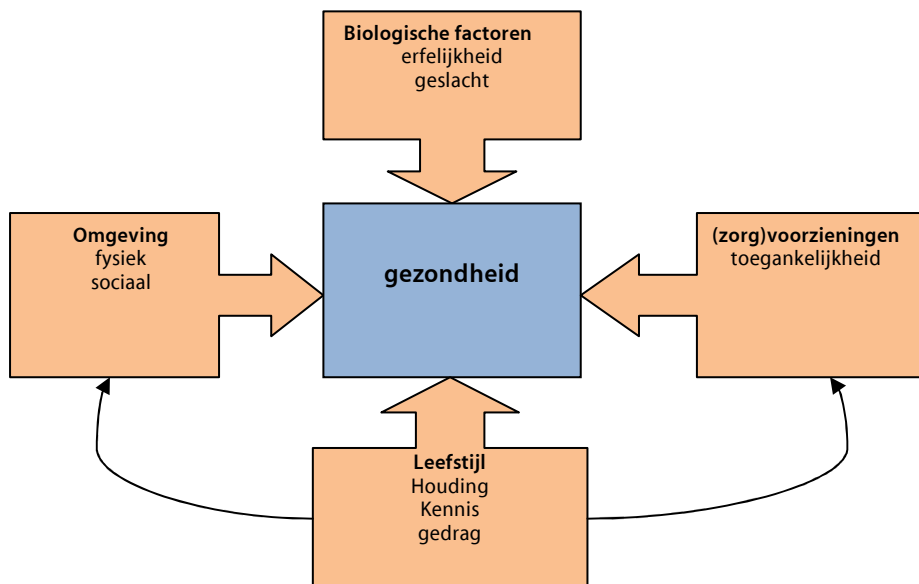 Biologische factoren
erfelijkheid
geslacht
Omgeving
fysiek
sociaal
gezondheid
(zorg)voorzieningen
toegankelijkheid
Leefstijl
Houding
Kennis
gedrag